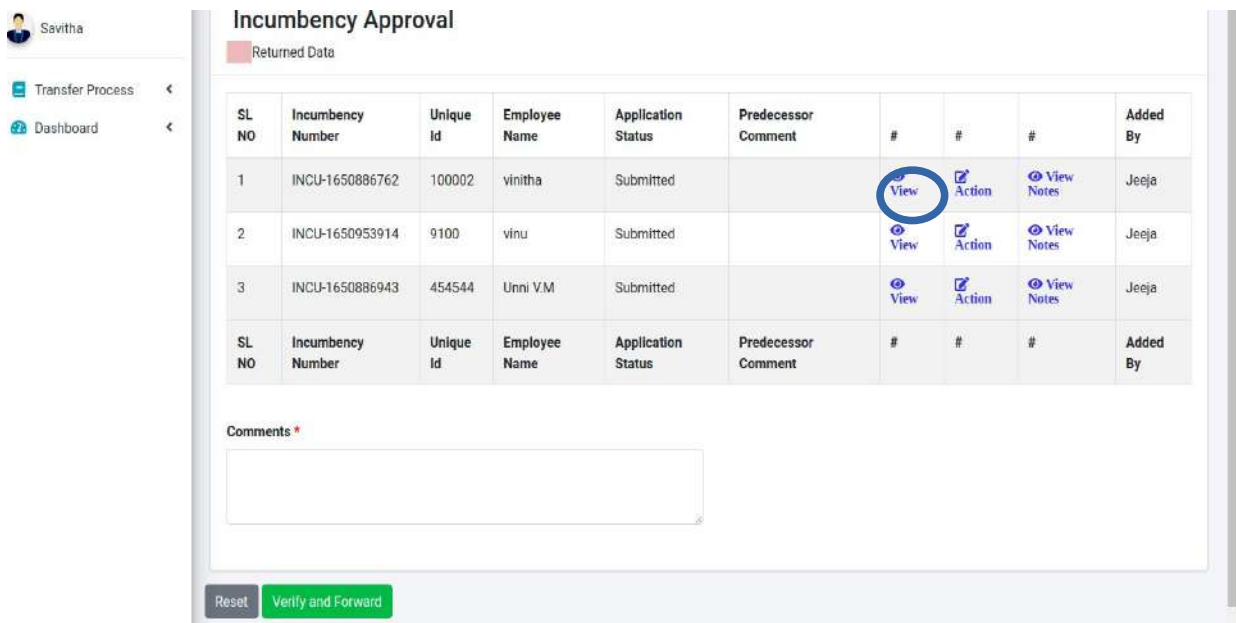 Savitha
Transfer Process
Dashboard
Incumbency Approval
Returned Data
SL NO Incumbency Number Unique Id Employee Name Application Status Predecessor Comment # # # Added By
1 INCU-1650886762 100002 vinitha Submitted View Action View Notes Jeeja
2 INCU-1650953914 9100 vinu Submitted View Action View Notes Jeeja
3 INCU-1650886943 454544 Unni V.M Submitted View Action View Notes Jeeja
SL NO Incumbency Number Unique Id Employee Name Application Status Predecessor Comment # # # Added By
Comments *
Reset Verify and Forward